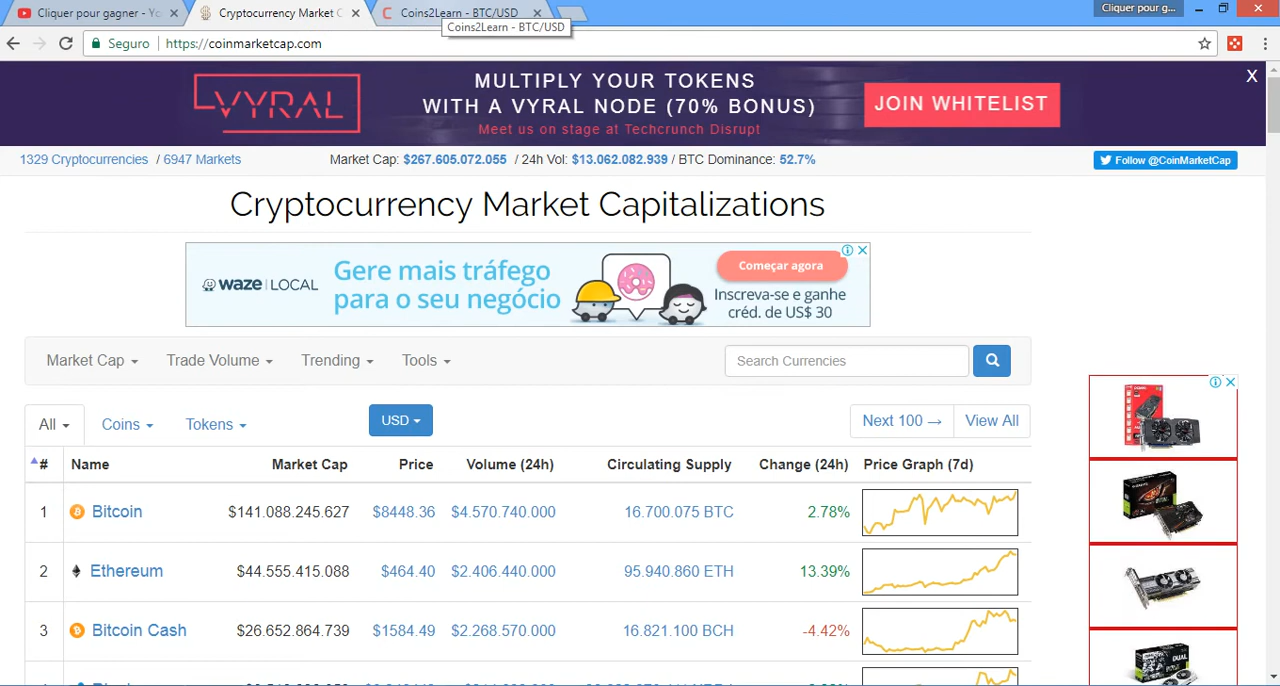 Cliquer pour gagner - Yo
Cryptocurrency Market C
Coins2Learn - BTC/USD
Cliquer pour g...
Coins2Learn - BTC/USD
Seguro
https://coinmarketcap.com
VYRAL
MULTIPLY YOUR TOKENS
WITH A VYRAL NODE (70% BONUS)
Meet us on stage at Techcrunch Disrupt
JOIN WHITELIST
X
1329 Cryptocurrencies / 6947 Markets
Market Cap: $267.605.072.055 / 24h Vol: $13.062.082.939 / BTC Dominance: 52.7%
Follow @CoinMarketCap
Cryptocurrency Market Capitalizations
waze LOCAL
Gere mais tráfego
para o seu negócio
Começar agora
Inscreva-se e ganhe
créd. de US$ 30
Market Cap Trade Volume Trending Tools
Search Currencies
All Coins Tokens USD Next 100 → View All
# Name Market Cap Price Volume (24h) Circulating Supply Change (24h) Price Graph (7d)
1 Bitcoin $141.086.245.627 $8448.36 $4.570.740.000 16.700.075 BTC 2.78%
2 Ethereum $44.555.415.088 $464.40 $2.406.440.000 95.940.860 ETH 13.39%
3 Bitcoin Cash $26.652.864.739 $1584.49 $2.268.570.000 16.821.100 BCH -4.42%
DUAL